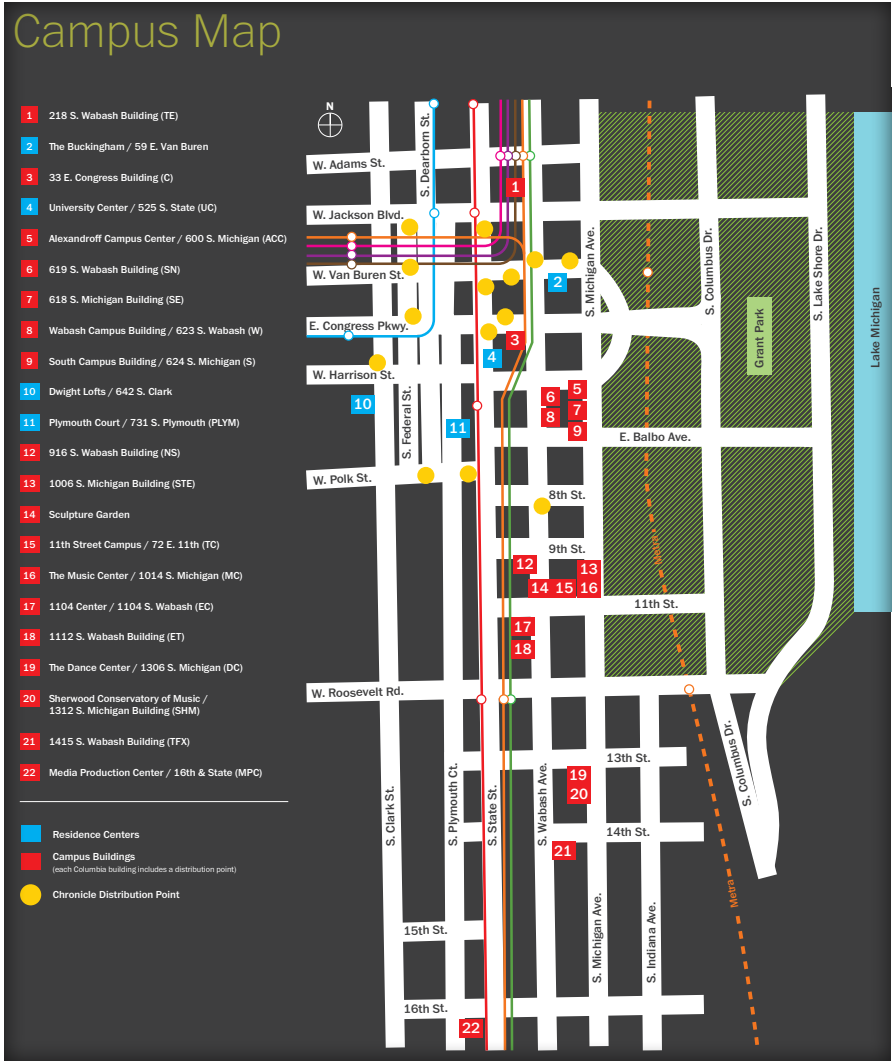 Campus Map
1 218 S. Wabash Building (TE)
2 The Buckingham / 59 E. Van Buren
3 33 E. Congress Building (C)
4 University Center / 525 S. State (UC)
5 Alexandroff Campus Center / 600 S. Michigan (ACC)
6 619 S. Wabash Building (SN)
7 618 S. Michigan Building (SE)
8 Wabash Campus Building / 623 S. Wabash (W)
9 South Campus Building / 624 S. Michigan (S)
10 Dwight Lofts / 642 S. Clark
11 Plymouth Court / 731 S. Plymouth (PLYM)
12 916 S. Wabash Building (NS)
13 1006 S. Michigan Building (STE)
14 Sculpture Garden
15 11th Street Campus / 72 E. 11th (TC)
16 The Music Center / 1014 S. Michigan (MC)
17 1104 Center / 1104 S. Wabash (EC)
18 1112 S. Wabash Building (ET)
19 The Dance Center / 1306 S. Michigan (DC)
20 Sherwood Conservatory of Music /
1312 S. Michigan Building (SHM)
21 1415 S. Wabash Building (TFX)
22 Media Production Center / 16th & State (MPC)
Residence Centers
Campus Buildings
(each Columbia building includes a distribution point)
Chronicle Distribution Point
N
S. Dearborn St.
W. Adams St.
1
W. Jackson Blvd.
W. Van Buren St.
2
S. Michigan Ave.
S. Columbus Dr.
S. Lake Shore Dr.
Grant Park
Lake Michigan
E. Congress Pkwy.
3
4
W. Harrison St.
5
6
7
8
9
10
S. Federal St.
11
E. Balbo Ave.
W. Polk St.
8th St.
Metra
9th St.
12
13
14
15
16
11th St.
17
18
W. Roosevelt Rd.
S. Columbus Dr.
13th St.
19
20
S. Clark St.
S. Plymouth Ct.
S. State St.
S. Wabash Ave.
14th St.
21
Metra
S. Michigan Ave.
S. Indiana Ave.
15th St.
16th St.
22